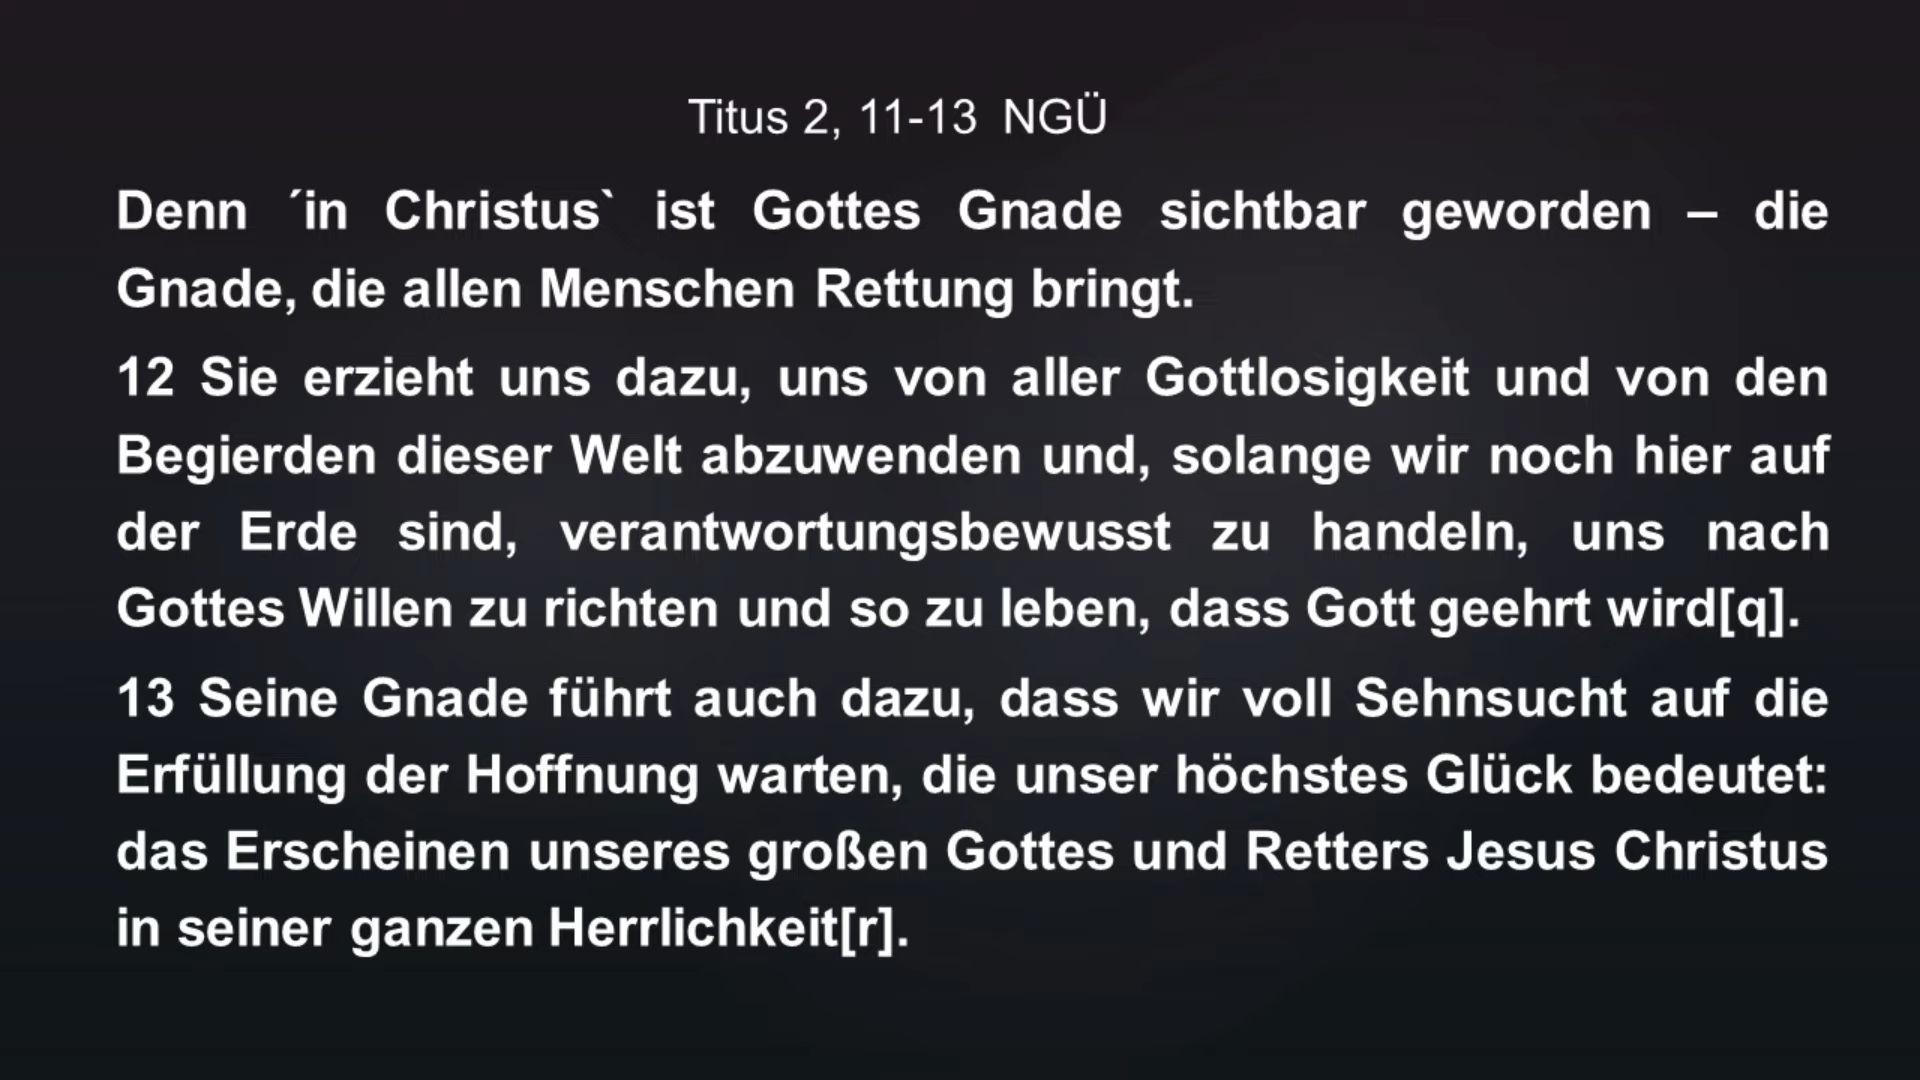 Titus 2, 11-13 NGÜ
Denn ´in Christus` ist Gottes Gnade sichtbar geworden – die
Gnade, die allen Menschen Rettung bringt.
12 Sie erzieht uns dazu, uns von aller Gottlosigkeit und von den
Begierden dieser Welt abzuwenden und, solange wir noch hier auf
der Erde sind, verantwortungsbewusst zu handeln, uns nach
Gottes Willen zu richten und so zu leben, dass Gott geehrt wird[q].
13 Seine Gnade führt auch dazu, dass wir voll Sehnsucht auf die
Erfüllung der Hoffnung warten, die unser höchstes Glück bedeutet:
das Erscheinen unseres großen Gottes und Retters Jesus Christus
in seiner ganzen Herrlichkeit[r].